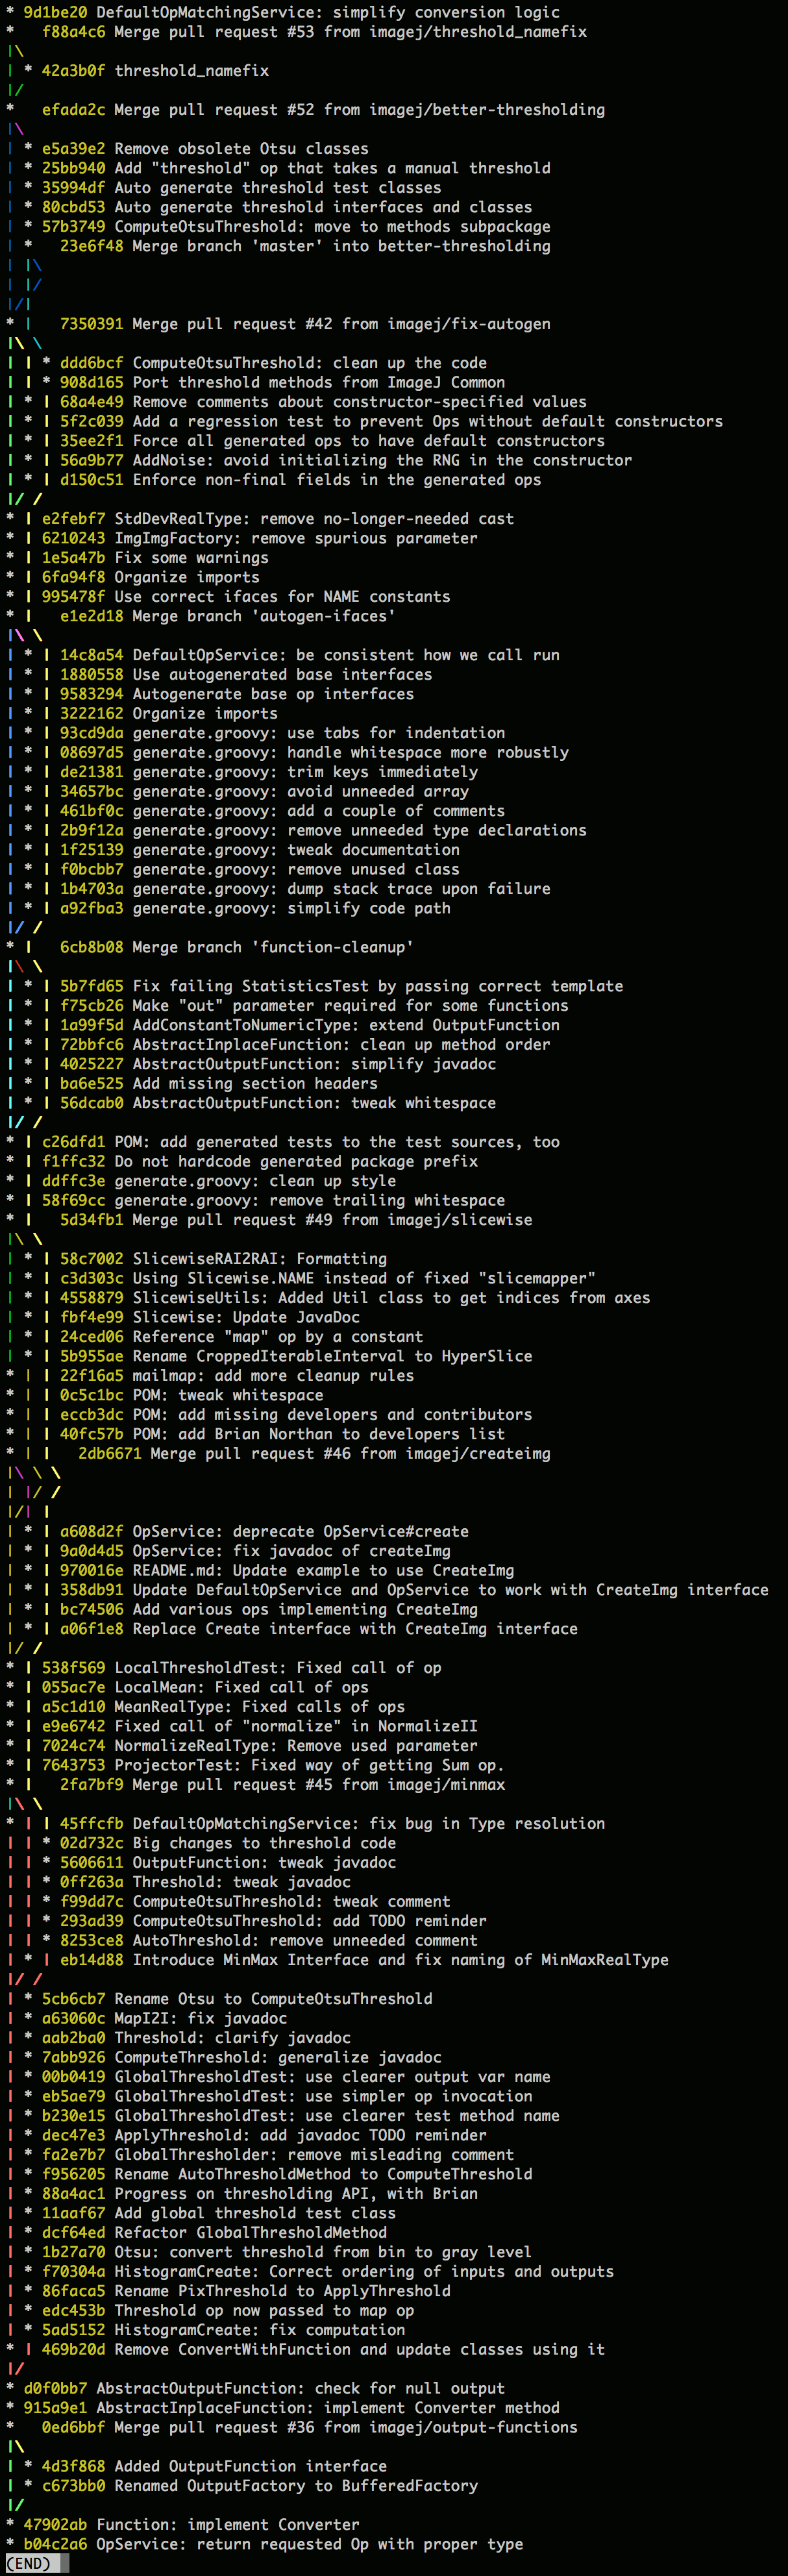 * 9d1be20 DefaultOpMatchingService: simplify conversion logic
*   f88a4c6 Merge pull request #53 from imagej/threshold_namefix
|\
| * 42a3b0f threshold_namefix
|/
*   efada2c Merge pull request #52 from imagej/better-thresholding
|\
| * e5a39e2 Remove obsolete Otsu classes
| * 25bb940 Add "threshold" op that takes a manual threshold
| * 35994df Auto generate threshold test classes
| * 80cbd53 Auto generate threshold interfaces and classes
| * 57b3749 ComputeOtsuThreshold: move to methods subpackage
| *   23e6f48 Merge branch 'master' into better-thresholding
| |\
| |/
|/|
* |   7350391 Merge pull request #42 from imagej/fix-autogen
|\ \
| | * ddd6bcf ComputeOtsuThreshold: clean up the code
| | * 908d165 Port threshold methods from ImageJ Common
| * | 68a4e49 Remove comments about constructor-specified values
| * | 5f2c039 Add a regression test to prevent Ops without default constructors
| * | 35ee2f1 Force all generated ops to have default constructors
| * | 56a9b77 AddNoise: avoid initializing the RNG in the constructor
| * | d150c51 Enforce non-final fields in the generated ops
|/ /
* | e2febf7 StdDevRealType: remove no-longer-needed cast
* | 6210243 ImgImgFactory: remove spurious parameter
* | 1e5a47b Fix some warnings
* | 6fa94f8 Organize imports
* | 995478f Use correct ifaces for NAME constants
* |   e1e2d18 Merge branch 'autogen-ifaces'
|\ \
| * | 14c8a54 DefaultOpService: be consistent how we call run
| * | 1880558 Use autogenerated base interfaces
| * | 9583294 Autogenerate base op interfaces
| * | 3222162 Organize imports
| * | 93cd9da generate.groovy: use tabs for indentation
| * | 08697d5 generate.groovy: handle whitespace more robustly
| * | de21381 generate.groovy: trim keys immediately
| * | 34657bc generate.groovy: avoid unneeded array
| * | 461bf0c generate.groovy: add a couple of comments
| * | 2b9f12a generate.groovy: remove unneeded type declarations
| * | 1f25139 generate.groovy: tweak documentation
| * | f0bcbb7 generate.groovy: remove unused class
| * | 1b4703a generate.groovy: dump stack trace upon failure
| * | a92fba3 generate.groovy: simplify code path
|/ /
* |   6cb8b08 Merge branch 'function-cleanup'
|\ \
| * | 5b7fd65 Fix failing StatisticsTest by passing correct template
| * | f75cb26 Make "out" parameter required for some functions
| * | 1a99f5d AddConstantToNumericType: extend OutputFunction
| * | 72bbfc6 AbstractInplaceFunction: clean up method order
| * | 4025227 AbstractOutputFunction: simplify javadoc
| * | ba6e525 Add missing section headers
| * | 56dcab0 AbstractOutputFunction: tweak whitespace
|/ /
* | c26dfd1 POM: add generated tests to the test sources, too
* | f1ffc32 Do not hardcode generated package prefix
* | ddffc3e generate.groovy: clean up style
* | 58f69cc generate.groovy: remove trailing whitespace
* |   5d34fb1 Merge pull request #49 from imagej/slicewise
|\ \
| * | 58c7002 SlicewiseRAI2RAI: Formatting
| * | c3d303c Using Slicewise.NAME instead of fixed "slicemapper"
| * | 4558879 SlicewiseUtils: Added Util class to get indices from axes
| * | fbf4e99 Slicewise: Update JavaDoc
| * | 24ced06 Reference "map" op by a constant
| * | 5b955ae Rename CroppedIterableInterval to HyperSlice
* | | 22f16a5 mailmap: add more cleanup rules
* | | 0c5c1bc POM: tweak whitespace
* | | eccb3dc POM: add missing developers and contributors
* | | 40fc57b POM: add Brian Northan to developers list
* | |   2db6671 Merge pull request #46 from imagej/createimg
|\ \ \
| |/ /
|/| |
| * | a608d2f OpService: deprecate OpService#create
| * | 9a0d4d5 OpService: fix javadoc of createImg
| * | 970016e README.md: Update example to use CreateImg
| * | 358db91 Update DefaultOpService and OpService to work with CreateImg interface
| * | bc74506 Add various ops implementing CreateImg
| * | a06f1e8 Replace Create interface with CreateImg interface
|/ /
* | 538f569 LocalThresholdTest: Fixed call of op
* | 055ac7e LocalMean: Fixed call of ops
* | a5c1d10 MeanRealType: Fixed calls of ops
* | e9e6742 Fixed call of "normalize" in NormalizeII
* | 7024c74 NormalizeRealType: Remove used parameter
* | 7643753 ProjectorTest: Fixed way of getting Sum op.
* |   2fa7bf9 Merge pull request #45 from imagej/minmax
|\ \
* | | 45ffcfb DefaultOpMatchingService: fix bug in Type resolution
| | * 02d732c Big changes to threshold code
| | * 5606611 OutputFunction: tweak javadoc
| | * 0ff263a Threshold: tweak javadoc
| | * f99dd7c ComputeOtsuThreshold: tweak comment
| | * 293ad39 ComputeOtsuThreshold: add TODO reminder
| | * 8253ce8 AutoThreshold: remove unneeded comment
| * | eb14d88 Introduce MinMax Interface and fix naming of MinMaxRealType
|/ /
| * 5cb6cb7 Rename Otsu to ComputeOtsuThreshold
| * a63060c MapI2I: fix javadoc
| * aab2ba0 Threshold: clarify javadoc
| * 7abb926 ComputeThreshold: generalize javadoc
| * 00b0419 GlobalThresholdTest: use clearer output var name
| * eb5ae79 GlobalThresholdTest: use simpler op invocation
| * b230e15 GlobalThresholdTest: use clearer test method name
| * dec47e3 ApplyThreshold: add javadoc TODO reminder
| * fa2e7b7 GlobalThresholder: remove misleading comment
| * f956205 Rename AutoThresholdMethod to ComputeThreshold
| * 88a4ac1 Progress on thresholding API, with Brian
| * 11aaf67 Add global threshold test class
| * dcf64ed Refactor GlobalThresholdMethod
| * 1b27a70 Otsu: convert threshold from bin to gray level
| * f70304a HistogramCreate: Correct ordering of inputs and outputs
| * 86faca5 Rename PixThreshold to ApplyThreshold
| * edc453b Threshold op now passed to map op
| * 5ad5152 HistogramCreate: fix computation
* | 469b20d Remove ConvertWithFunction and update classes using it
|/
* d0f0bb7 AbstractOutputFunction: check for null output
* 915a9e1 AbstractInplaceFunction: implement Converter method
*   0ed6bbf Merge pull request #36 from imagej/output-functions
|\
| * 4d3f868 Added OutputFunction interface
| * c673bb0 Renamed OutputFactory to BufferedFactory
|/
* 47902ab Function: implement Converter
* b04c2a6 OpService: return requested Op with proper type
(END)